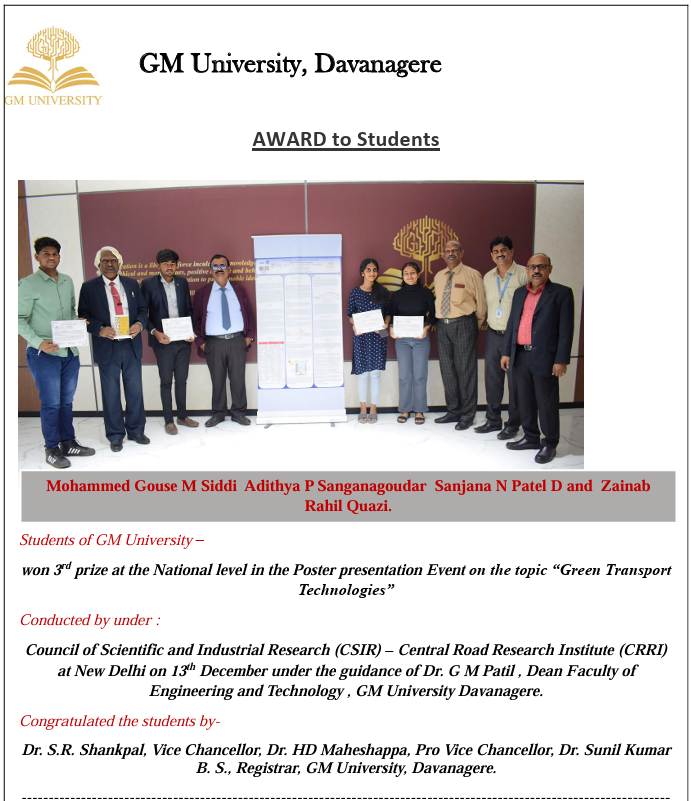 GM UNIVERSITY
GM University, Davanagere
AWARD to Students
Mohammed Gouse M Siddi  Adithya P Sanganagoudar  Sanjana N Patel D and  Zainab
Rahil Quazi.
Students of GM University –
won 3rd prize at the National level in the Poster presentation Event on the topic “Green Transport
Technologies”
Conducted by under :
Council of Scientific and Industrial Research (CSIR) – Central Road Research Institute (CRRI)
at New Delhi on 13th December under the guidance of Dr. G M Patil , Dean Faculty of
Engineering and Technology , GM University Davanagere.
Congratulated the students by-
Dr. S.R. Shankpal, Vice Chancellor, Dr. HD Maheshappa, Pro Vice Chancellor, Dr. Sunil Kumar
B. S., Registrar, GM University, Davanagere.